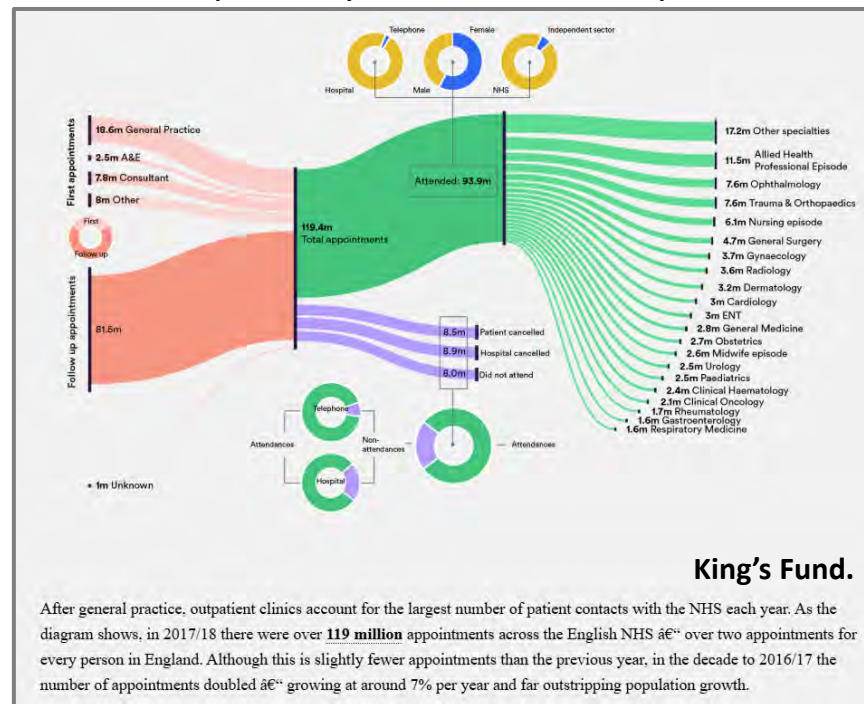 Telephone
Female
Independent sector
Hospital
Male
NHS
First appointments
18.6m General Practice
2.5m A&E
7.8m Consultant
8m Other
First
Follow up
Follow up appointments
81.5m
119.4m
Total appointments
Attended: 93.9m
17.2m Other specialties
11.5m Allied Health
Professional Episode
7.6m Ophthalmology
7.6m Trauma & Orthopaedics
6.1m Nursing episode
4.7m General Surgery
3.7m Gynaecology
3.6m Radiology
3.2m Dermatology
3m Cardiology
3m ENT
2.8m General Medicine
2.7m Obstetrics
2.6m Midwife episode
2.5m Urology
2.5m Paediatrics
2.4m Clinical Haematology
2.1m Clinical Oncology
1.7m Rheumatology
1.6m Gastroenterology
1.6m Respiratory Medicine
8.5m Patient cancelled
8.9m Hospital cancelled
8.0m Did not attend
Telephone
Attendances
Non-
attendances
Attendances
Hospital
1m Unknown
King's Fund.
After general practice, outpatient clinics account for the largest number of patient contacts with the NHS each year. As the
diagram shows, in 2017/18 there were over 119 million appointments across the English NHS â€“ over two appointments for
every person in England. Although this is slightly fewer appointments than the previous year, in the decade to 2016/17 the
number of appointments doubled â€“ growing at around 7% per year and far outstripping population growth.